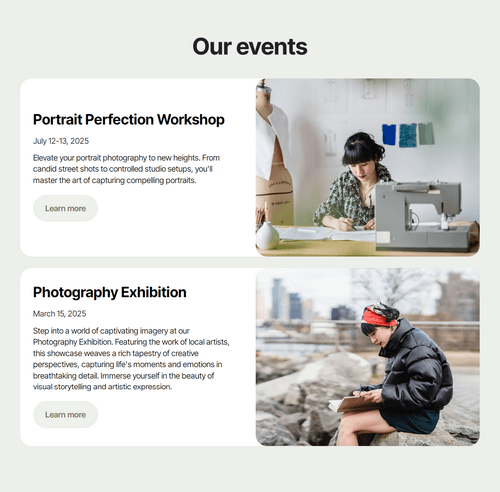 Our events
Portrait Perfection Workshop
July 12-13, 2025
Elevate your portrait photography to new heights. From
candid street shots to controlled studio setups, you'll
master the art of capturing compelling portraits.
Learn more
Photography Exhibition
March 15, 2025
Step into a world of captivating imagery at our
Photography Exhibition. Featuring the work of local artists,
this showcase weaves a rich tapestry of creative
perspectives, capturing life's moments and emotions in
breathtaking detail. Immerse yourself in the beauty of
visual storytelling and artistic expression.
Learn more